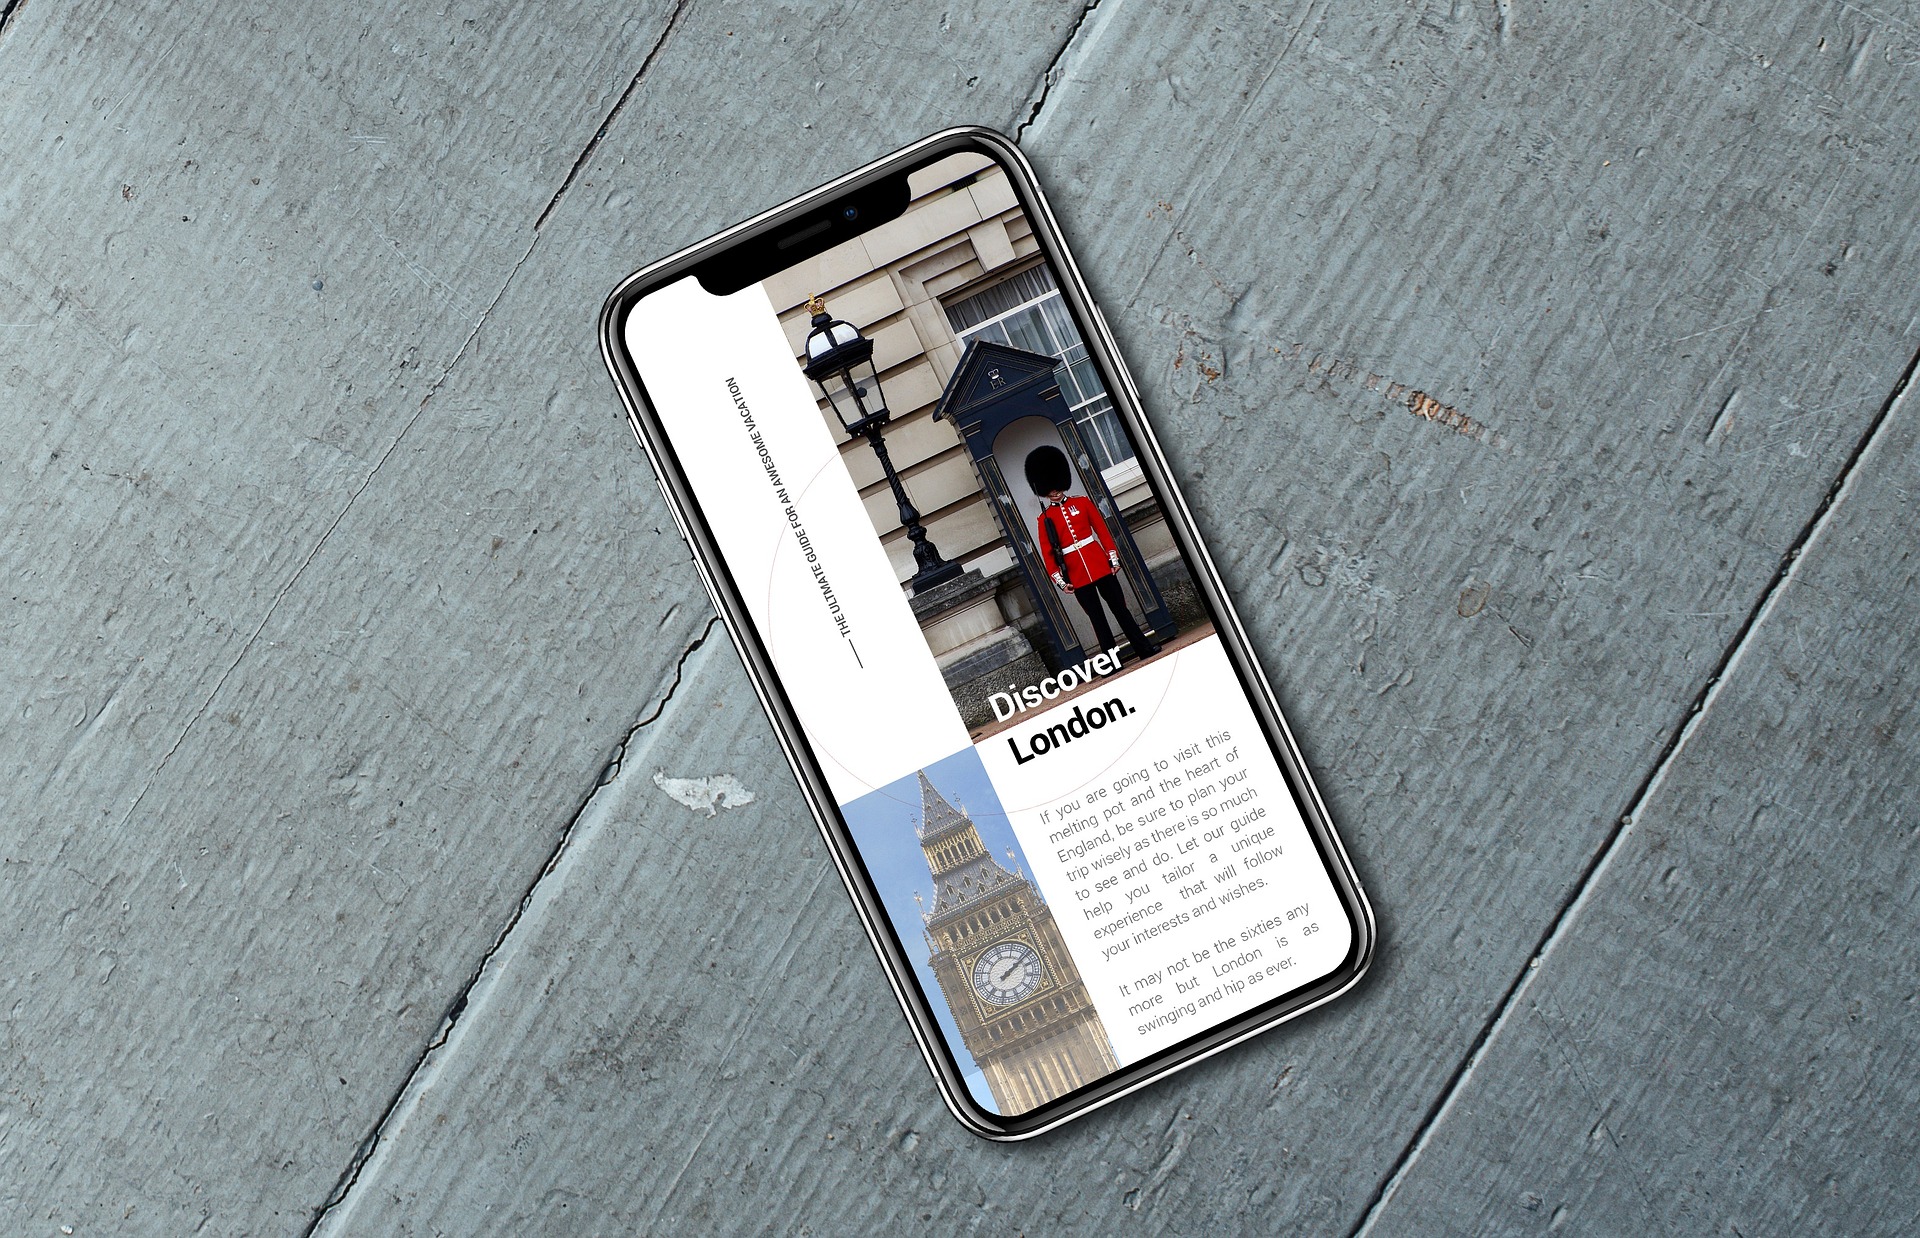 THE ULTIMATE GUIDE FOR AN AWESOME VACATION
ER
Discover
London.
If you are going to visit this
melting pot and the heart of
England, be sure to plan your
trip wisely as there is so much
to see and do. Let our guide
help you tailor a unique
experience that will follow
your interests and wishes.
It may not be the sixties any
more but London is as
swinging and hip as ever.